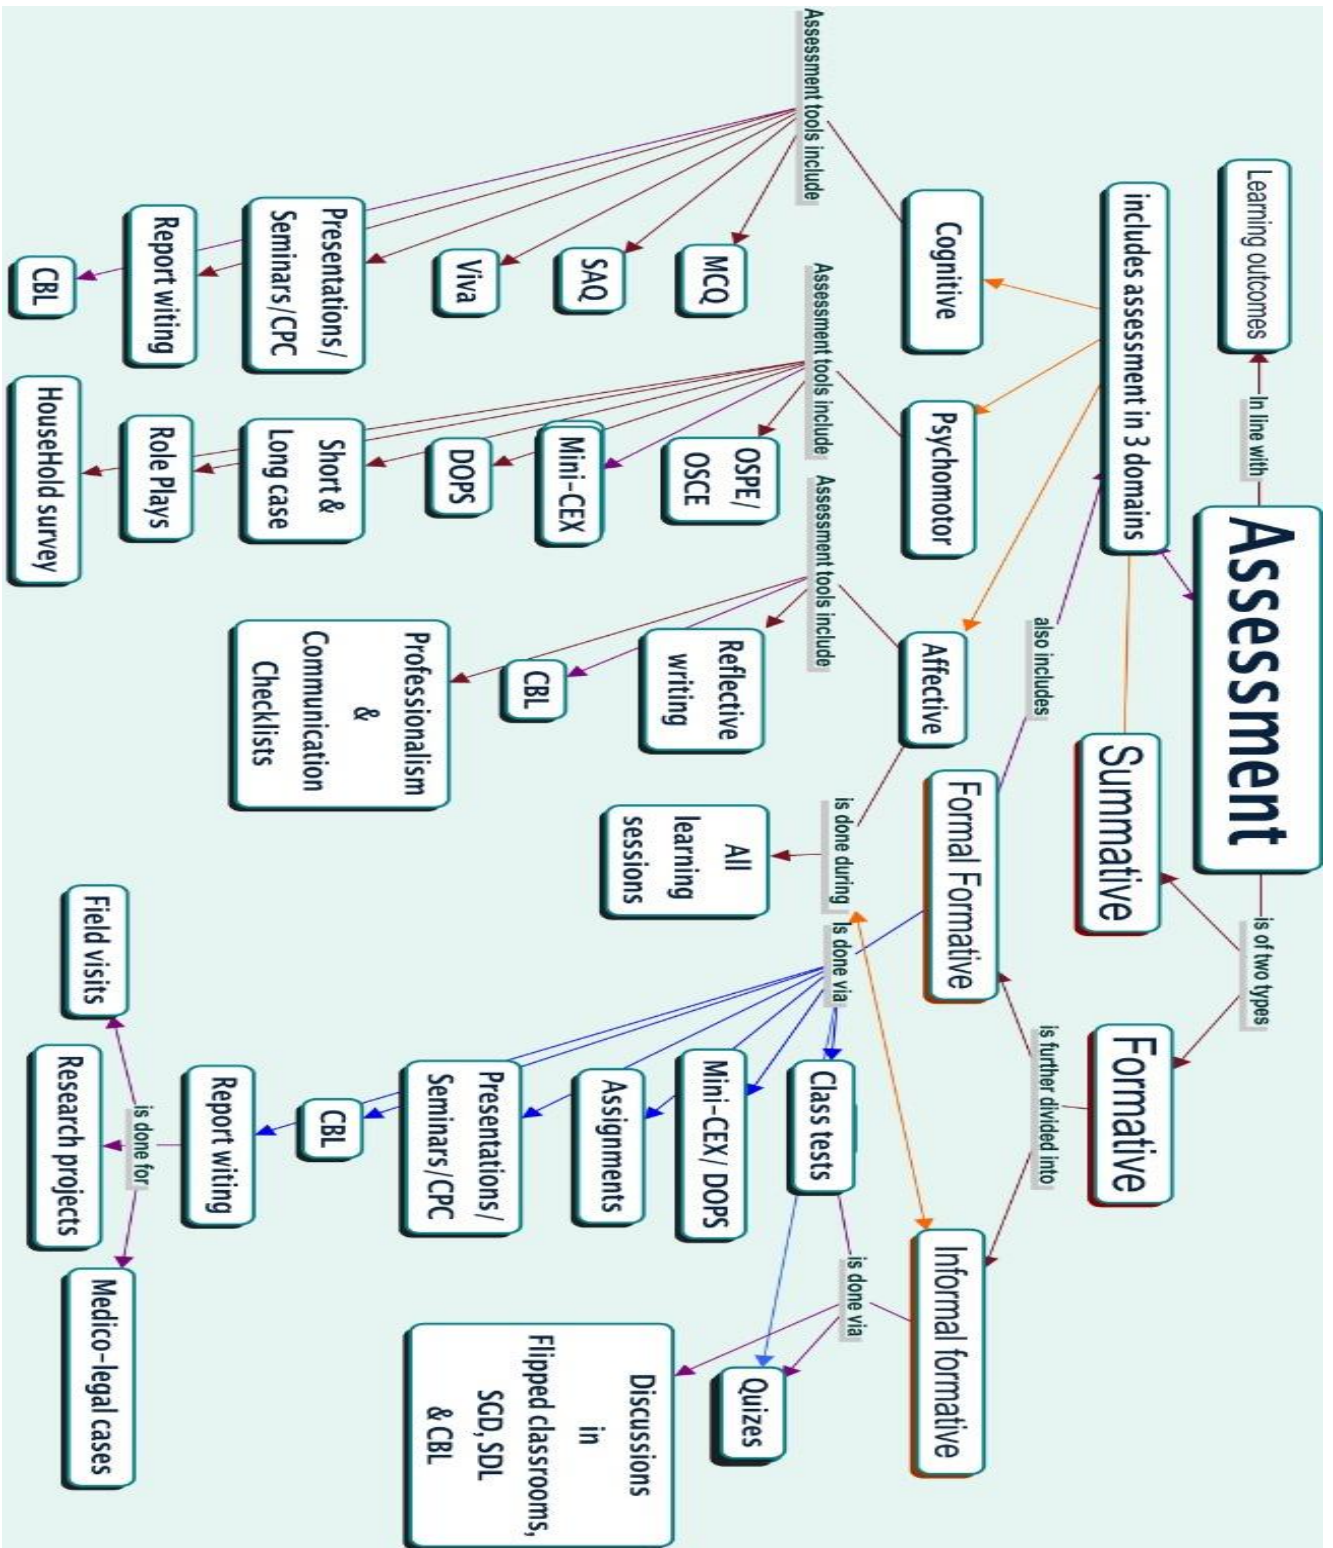 Assessment
In line with
Learning outcomes
is of two types
Summative
Formative
includes assessment in 3 domains
also includes
is further divided into
Formal Formative
Informal formative
Cognitive
Psychomotor
Affective
Assessment tools include
MCQ
SAQ
Viva
Presentations/
Seminars/CPC
Report witing
CBL
Assessment tools include
OSPE/
OSCE
Mini-CEX
DOPS
Short &
Long case
Role Plays
HouseHold survey
Assessment tools include
Reflective
writing
CBL
Professionalism
&
Communication
Checklists
is done during
All
learning
sessions
Is done via
Class tests
Mini-CEX/ DOPS
Assignments
Presentations/
Seminars/CPC
CBL
Report witing
is done for
Field visits
Research projects
Medico-legal cases
is done via
Quizes
Discussions
in
Flipped classrooms,
SGD, SDL
& CBL